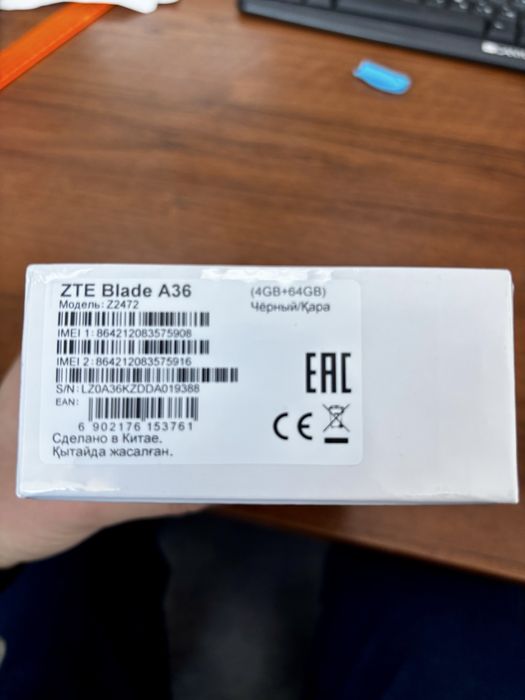 ZTE Blade A36
(4GB+64GB)
Модель: Z2472
Чёрный/Қара
IMEI 1: 864212083575908
IMEI 2: 864212083575916
S/N: LZ0A36KZDDA019388
EAN:
6 902176 153761
EAC
CE
Сделано в Китае.
Қытайда жасалған.